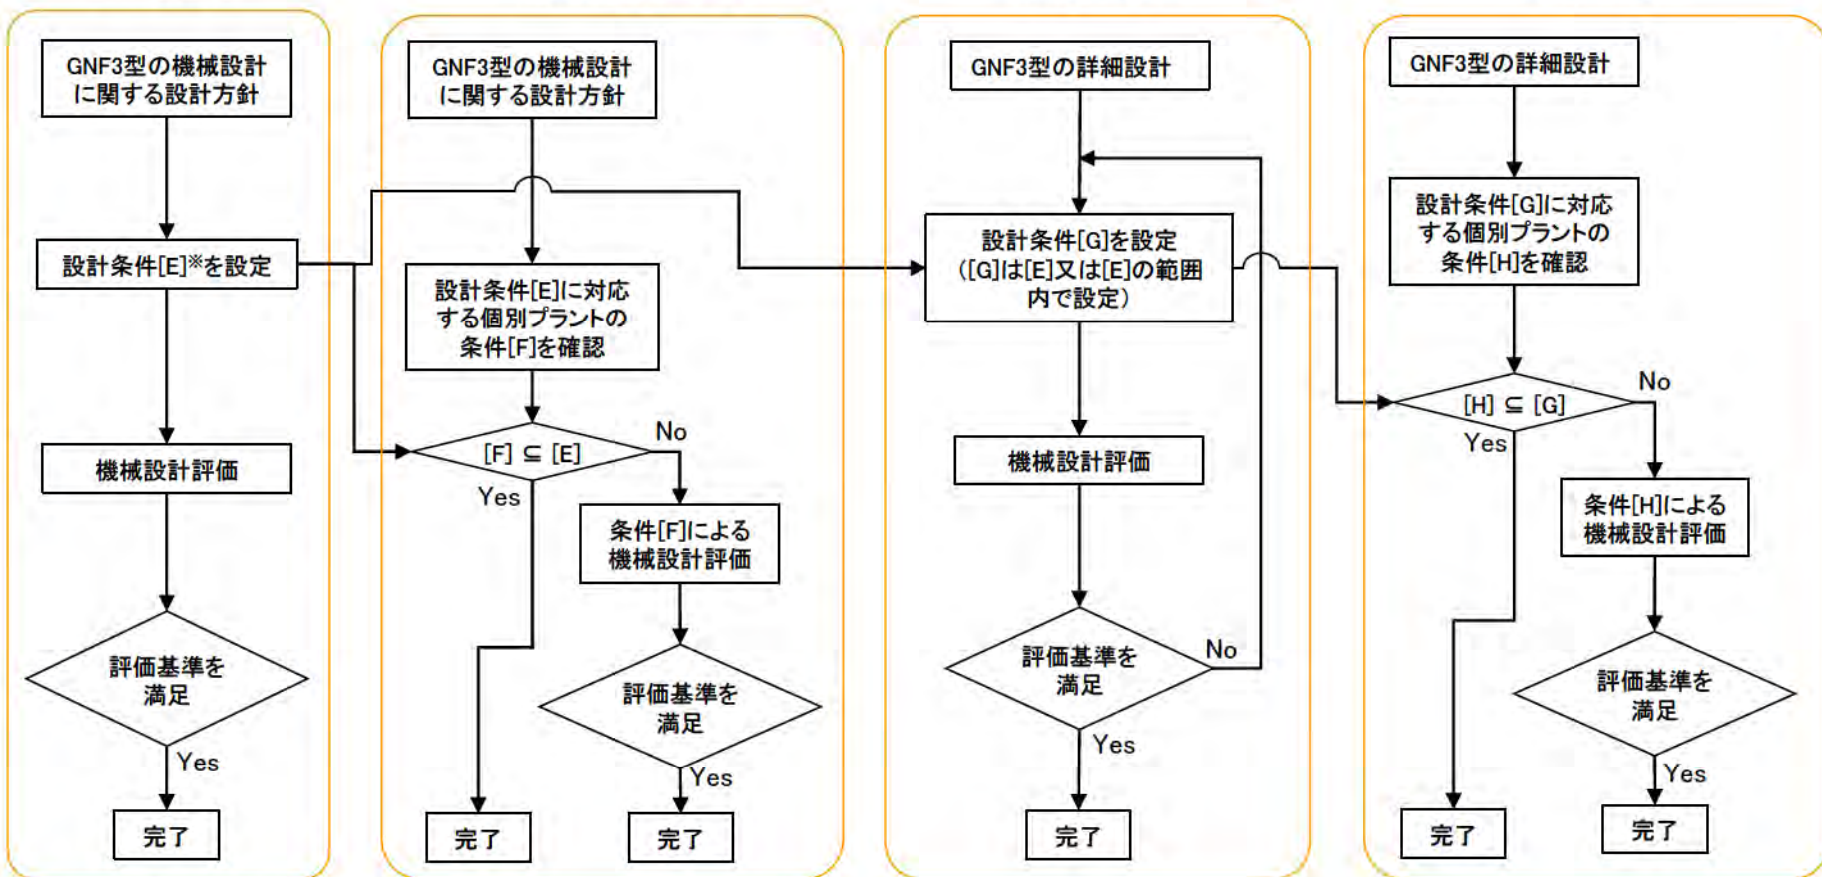 GNF3型の機械設計
に関する設計方針
設計条件[E]※を設定
機械設計評価
評価基準を
満足
Yes
完了
GNF3型の機械設計
に関する設計方針
設計条件[E]に対応
する個別プラントの
条件[F]を確認
[F] ⊆ [E]
No
Yes
条件[F]による
機械設計評価
評価基準を
満足
Yes
完了
完了
GNF3型の詳細設計
設計条件[G]を設定
([G]は[E]又は[E]の範囲
内で設定)
機械設計評価
評価基準を
満足
No
Yes
完了
GNF3型の詳細設計
設計条件[G]に対応
する個別プラントの
条件[H]を確認
[H] ⊆ [G]
No
Yes
条件[H]による
機械設計評価
評価基準を
満足
Yes
完了
完了